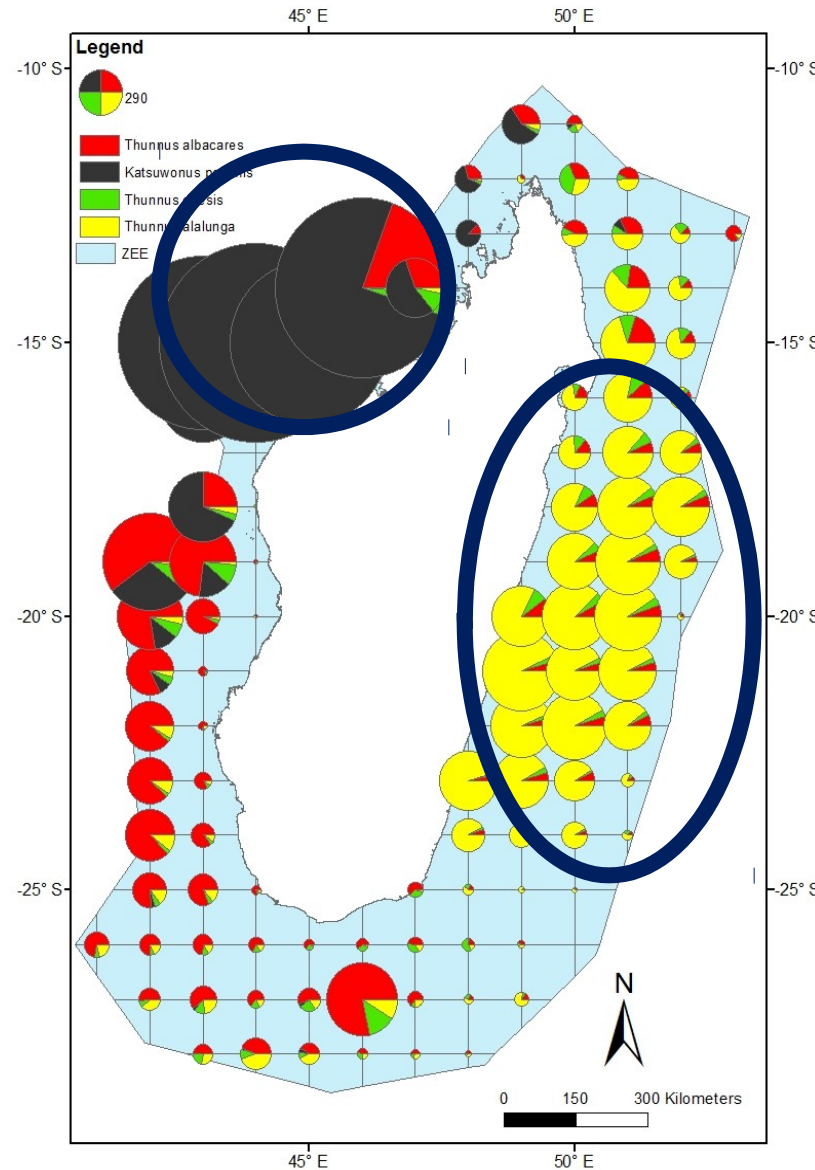 45° E 50° E
Legend
-10° S -10° S
290
Thunnus albacares
Katsuwonus
Thunnus
Thunnus alalunga
ZEE
-15° S -15° S
-20° S -20° S
-25° S -25° S
N
0 150 300 Kilometers
45° E 50° E